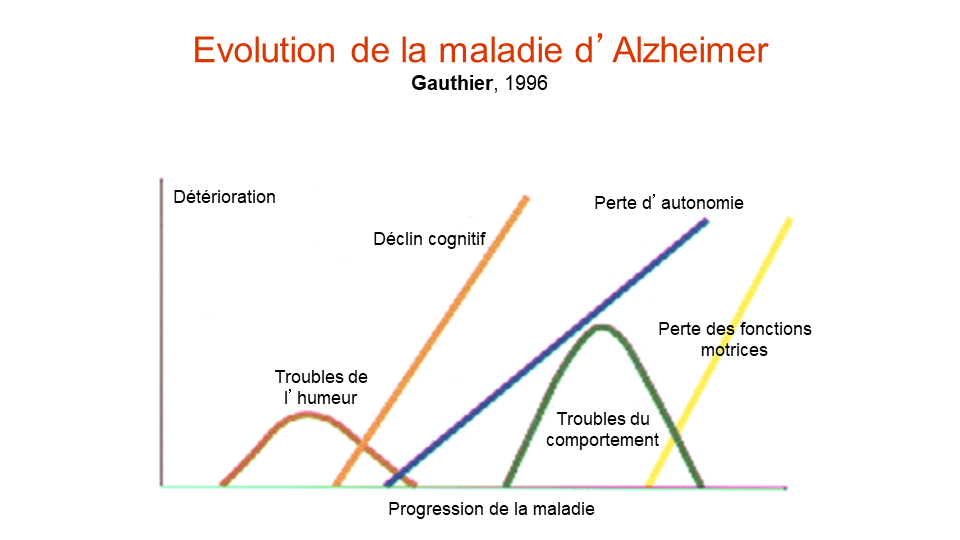 Evolution de la maladie d’ Alzheimer
Gauthier, 1996
Détérioration
Perte d’ autonomie
Déclin cognitif
Perte des fonctions
motrices
Troubles de
l’ humeur
Troubles du
comportement
Progression de la maladie